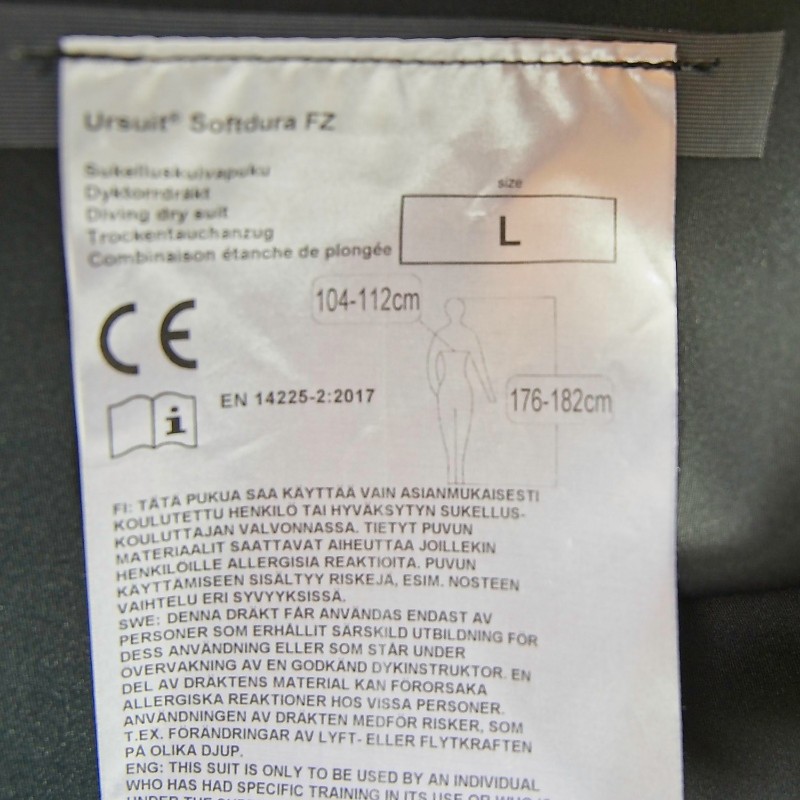 Ursuit® Softdura FZ
Sukelluskuivapuku
Dyktorrdräkt
Diving dry suit
Trockentauchanzug
Combinaison étanche de plongée
size
L
104-112cm
CE
EN 14225-2:2017
i
176-182cm
FI: TÄTÄ PUKUA SAA KÄYTTÄÄ VAIN ASIANMUKAISESTI
KOULUTETTU HENKILÖ TAI HYVÄKSYTYN SUKELLUS-
KOULUTTAJAN VALVONNASSA. TIETYT PUVUN
MATERIAALIT SAATTAVAT AIHEUTTAA JOILLEKIN
HENKILÖILLE ALLERGISIA REAKTIOITA. PUVUN
KÄYTTÄMISEEN SISÄLTYY RISKEJÄ, ESIM. NOSTEEN
VAIHTELU ERI SYVYYKSISSÄ.
SWE: DENNA DRÄKT FÅR ANVÄNDAS ENDAST AV
PERSONER SOM ERHÅLLIT SÄRSKILD UTBILDNING FÖR
DESS ANVÄNDNING ELLER SOM STÅR UNDER
ÖVERVAKNING AV EN GODKÄND DYKINSTRUKTOR. EN
DEL AV DRÄKTENS MATERIAL KAN FÖRORSAKA
ALLERGISKA REAKTIONER HOS VISSA PERSONER.
ANVÄNDNINGEN AV DRÄKTEN MEDFÖR RISKER, SOM
T.EX. FÖRÄNDRINGAR AV LYFT- ELLER FLYTKRAFTEN
PÅ OLIKA DJUP.
ENG: THIS SUIT IS ONLY TO BE USED BY AN INDIVIDUAL
WHO HAS HAD SPECIFIC TRAINING IN ITS USE OR WHO IS
UNDER THE